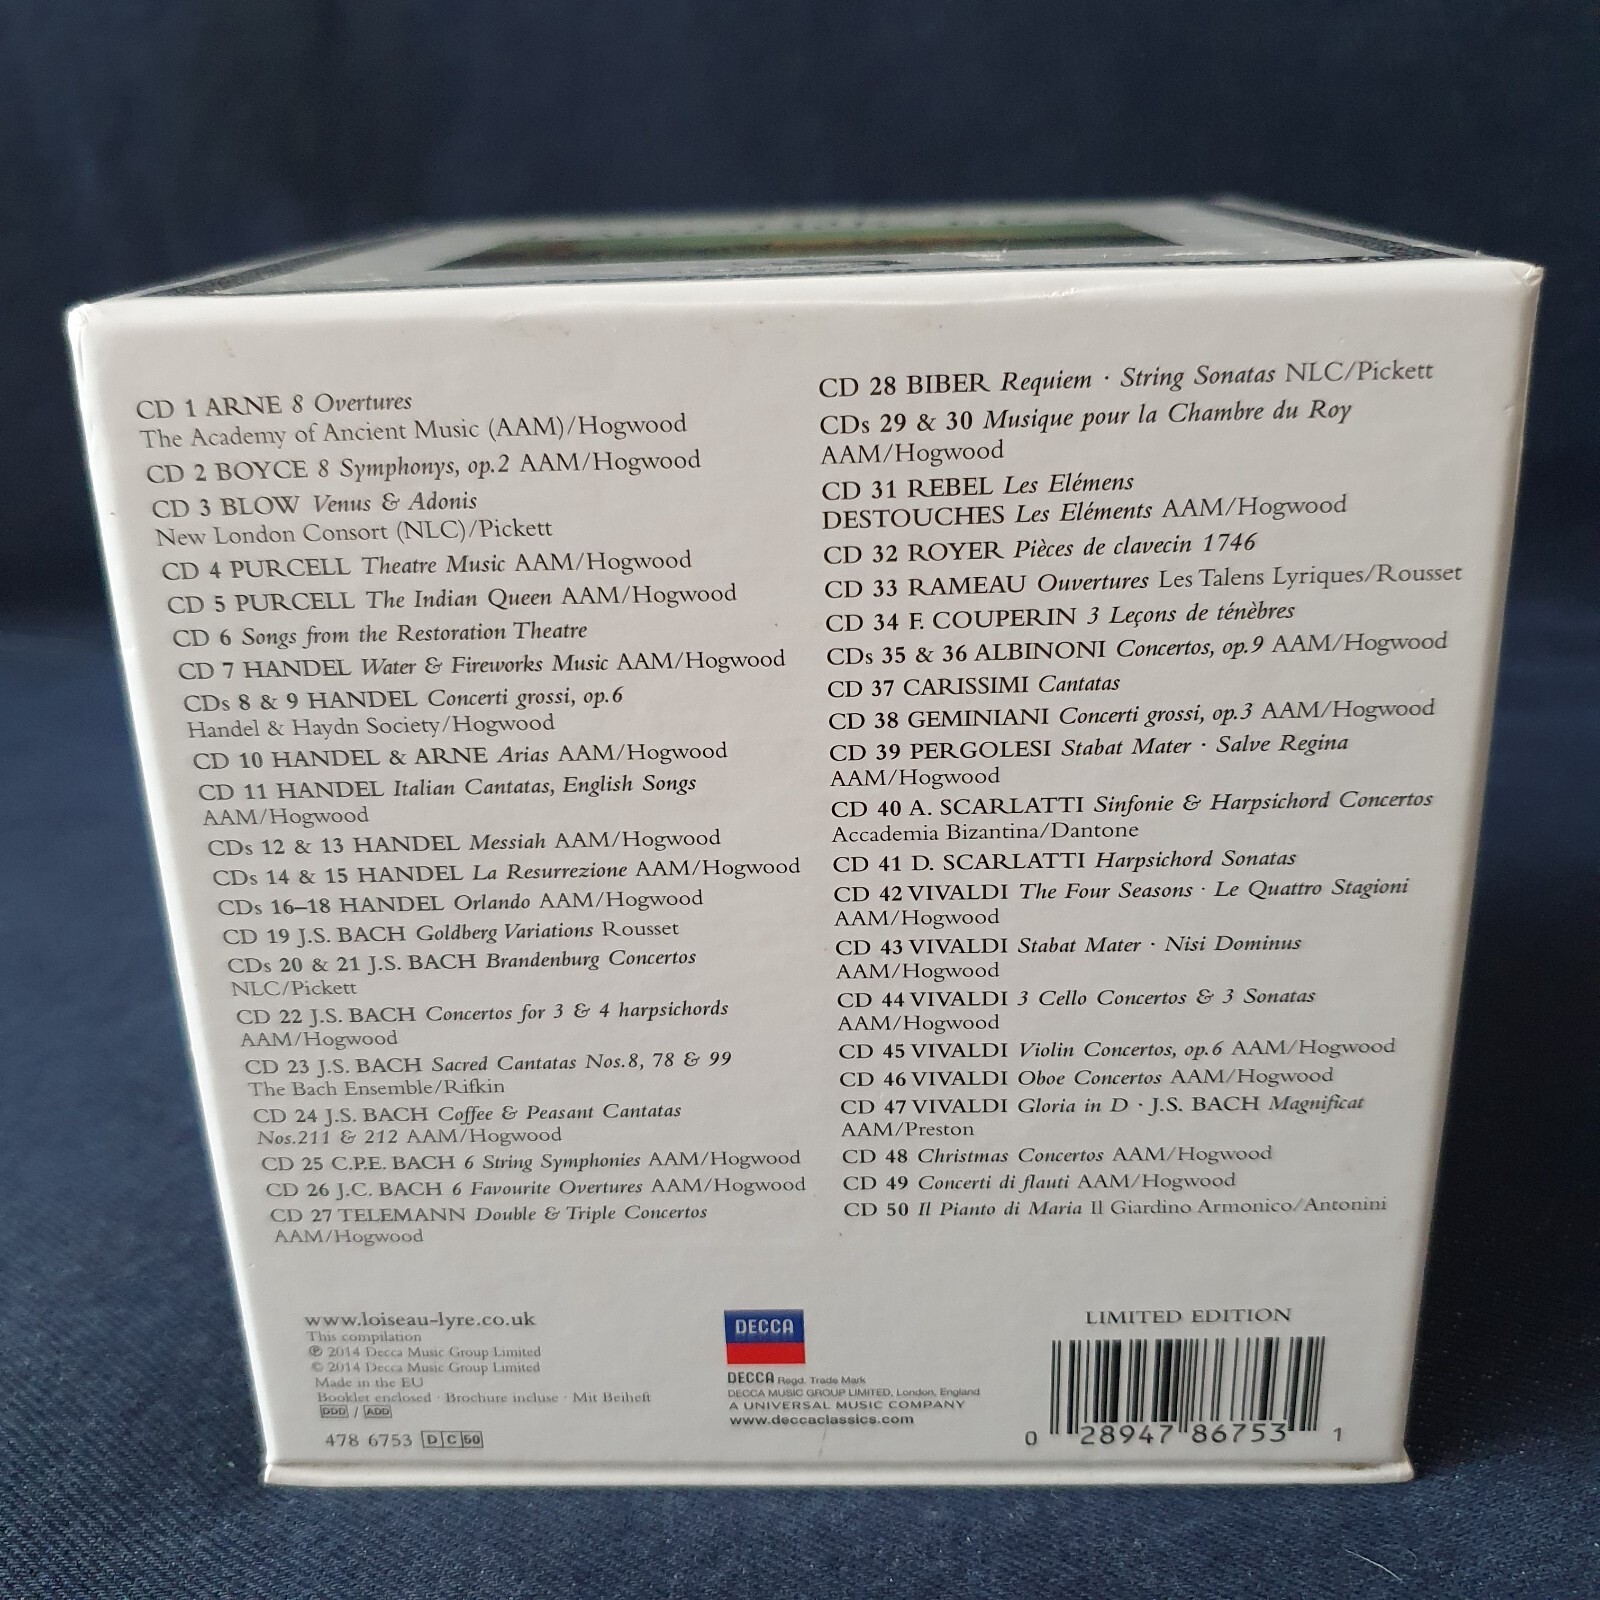 CD 1 ARNE 8 Overtures
The Academy of Ancient Music (AAM)/Hogwood
CD 2 BOYCE 8 Symphonys, op.2 AAM/Hogwood
CD 3 BLOW Venus & Adonis
New London Consort (NLC)/Pickett
CD 4 PURCELL Theatre Music AAM/Hogwood
CD 5 PURCELL The Indian Queen AAM/Hogwood
CD 6 Songs from the Restoration Theatre
CD 7 HANDEL Water & Fireworks Music AAM/Hogwood
CDs 8 & 9 HANDEL Concerti grossi, op.6
Handel & Haydn Society/Hogwood
CD 10 HANDEL & ARNE Arias AAM/Hogwood
CD 11 HANDEL Italian Cantatas, English Songs
AAM/Hogwood
CDs 12 & 13 HANDEL Messiah AAM/Hogwood
CDs 14 & 15 HANDEL La Resurrezione AAM/Hogwood
CDs 16–18 HANDEL Orlando AAM/Hogwood
CD 19 J.S. BACH Goldberg Variations Rousset
CDs 20 & 21 J.S. BACH Brandenburg Concertos
NLC/Pickett
CD 22 J.S. BACH Concertos for 3 & 4 harpsichords
AAM/Hogwood
CD 23 J.S. BACH Sacred Cantatas Nos.8, 78 & 99
The Bach Ensemble/Rifkin
CD 24 J.S. BACH Coffee & Peasant Cantatas
Nos.211 & 212 AAM/Hogwood
CD 25 C.P.E. BACH 6 String Symphonies AAM/Hogwood
CD 26 J.C. BACH 6 Favourite Overtures AAM/Hogwood
CD 27 TELEMANN Double & Triple Concertos
AAM/Hogwood
CD 28 BIBER Requiem · String Sonatas NLC/Pickett
CDs 29 & 30 Musique pour la Chambre du Roy
AAM/Hogwood
CD 31 REBEL Les Elémens
DESTOUCHES Les Eléments AAM/Hogwood
CD 32 ROYER Pièces de clavecin 1746
CD 33 RAMEAU Ouvertures Les Talens Lyriques/Rousset
CD 34 F. COUPERIN 3 Leçons de ténèbres
CDs 35 & 36 ALBINONI Concertos, op.9 AAM/Hogwood
CD 37 CARISSIMI Cantatas
CD 38 GEMINIANI Concerti grossi, op.3 AAM/Hogwood
CD 39 PERGOLESI Stabat Mater · Salve Regina
AAM/Hogwood
CD 40 A. SCARLATTI Sinfonie & Harpsichord Concertos
Accademia Bizantina/Dantone
CD 41 D. SCARLATTI Harpsichord Sonatas
CD 42 VIVALDI The Four Seasons · Le Quattro Stagioni
AAM/Hogwood
CD 43 VIVALDI Stabat Mater · Nisi Dominus
AAM/Hogwood
CD 44 VIVALDI 3 Cello Concertos & 3 Sonatas
AAM/Hogwood
CD 45 VIVALDI Violin Concertos, op.6 AAM/Hogwood
CD 46 VIVALDI Oboe Concertos AAM/Hogwood
CD 47 VIVALDI Gloria in D · J.S. BACH Magnificat
AAM/Preston
CD 48 Christmas Concertos AAM/Hogwood
CD 49 Concerti di flauti AAM/Hogwood
CD 50 Il Pianto di Maria Il Giardino Armonico/Antonini
www.loiseau-lyre.co.uk
This compilation
℗ 2014 Decca Music Group Limited
© 2014 Decca Music Group Limited
Made in the EU
Booklet enclosed · Brochure incluse · Mit Beiheft
DDD / ADD
478 6753 D C 50
DECCA
DECCA Regd. Trade Mark
DECCA MUSIC GROUP LIMITED, London, England
A UNIVERSAL MUSIC COMPANY
www.deccaclassics.com
LIMITED EDITION
0 28947 86753 1